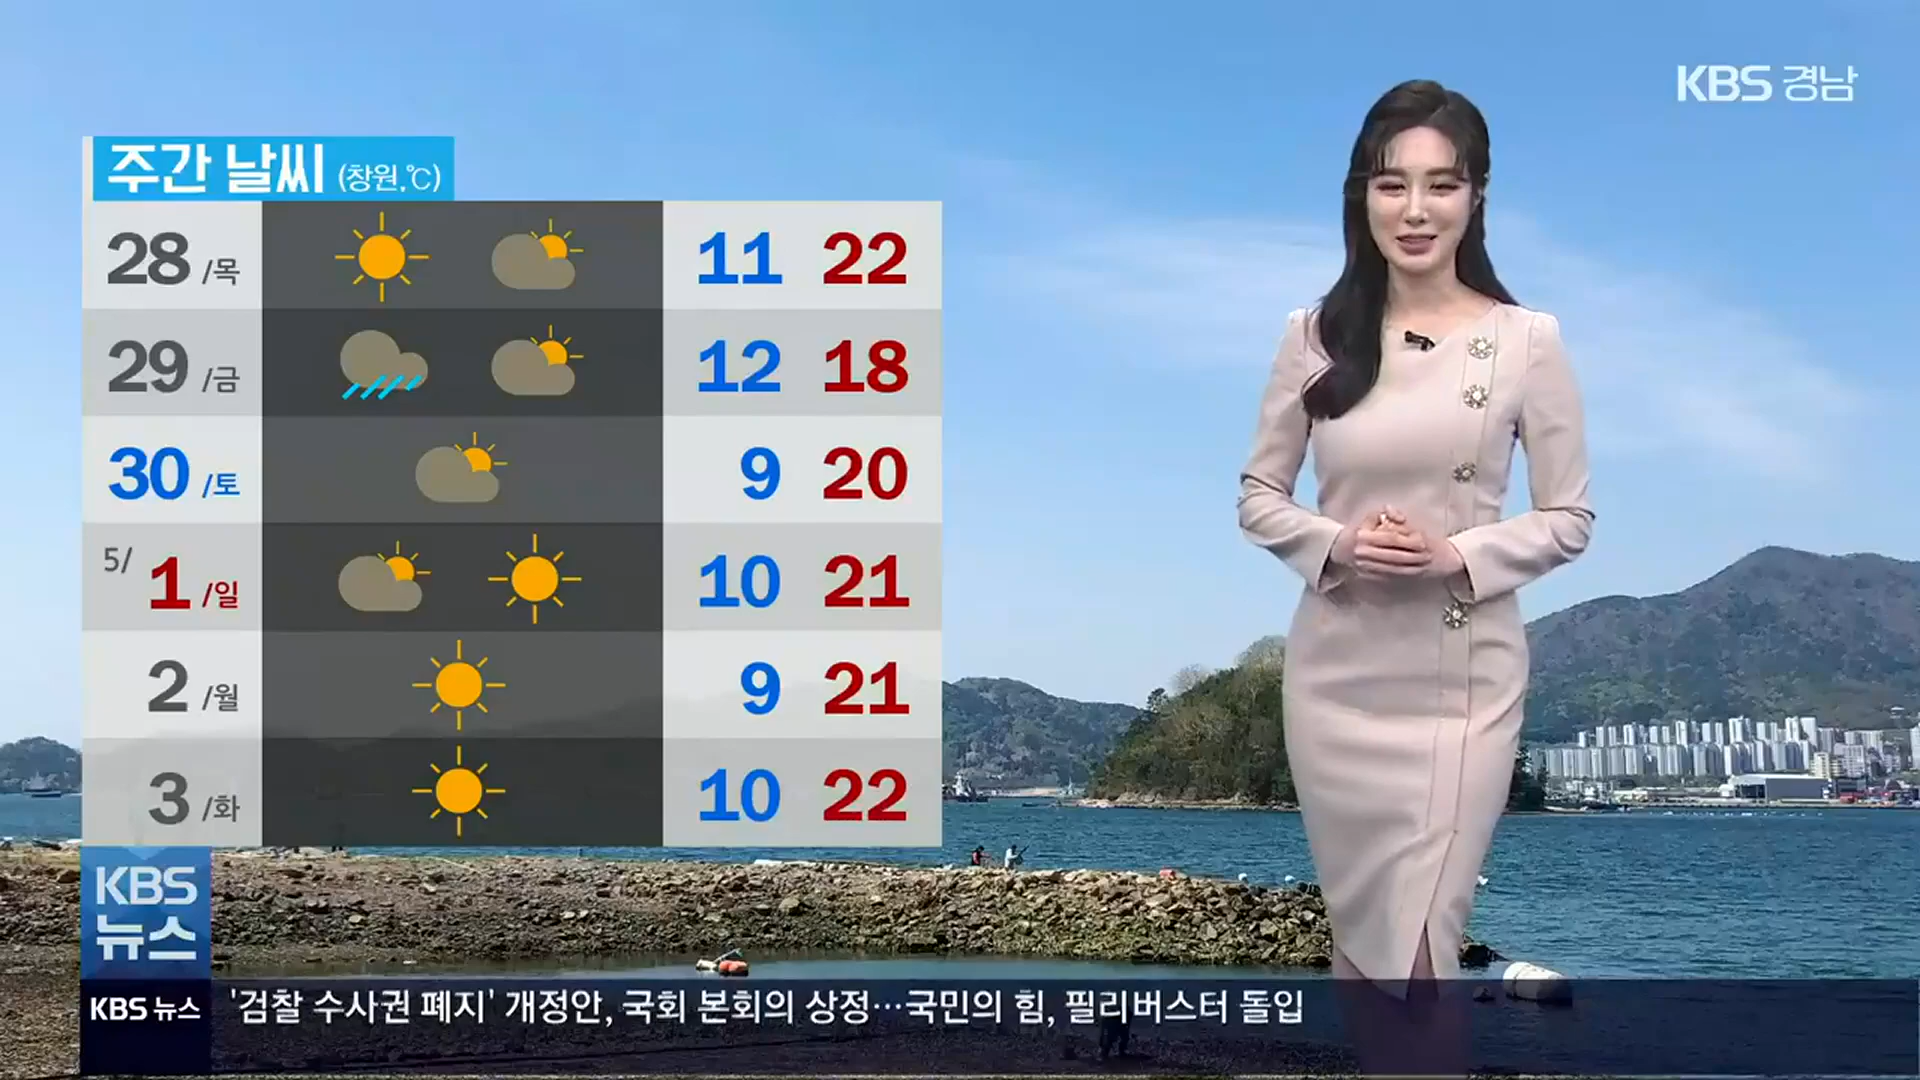 KBS 경남
주간 날씨 (창원,℃)
28 /목 11 22
29 /금 12 18
30 /토 9 20
5/ 1 /일 10 21
2 /월 9 21
3 /화 10 22
KBS
뉴스
KBS 뉴스 '검찰 수사권 폐지' 개정안, 국회 본회의 상정…국민의 힘, 필리버스터 돌입